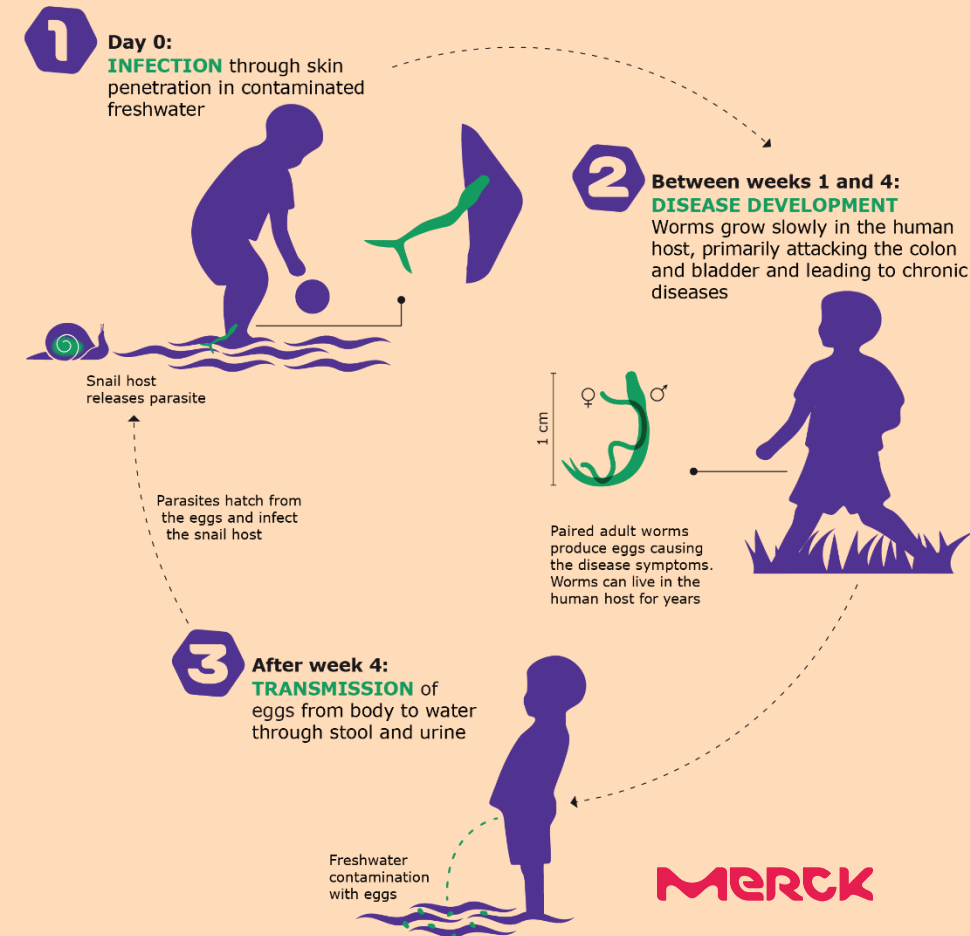 1
Day 0:
INFECTION through skin
penetration in contaminated
freshwater
2
Between weeks 1 and 4:
DISEASE DEVELOPMENT
Worms grow slowly in the human
host, primarily attacking the colon
and bladder and leading to chronic
diseases
Snail host
releases parasite
♀ ♂
1 cm
Parasites hatch from
the eggs and infect
the snail host
Paired adult worms
produce eggs causing
the disease symptoms.
Worms can live in the
human host for years
3
After week 4:
TRANSMISSION of
eggs from body to water
through stool and urine
Freshwater
contamination
with eggs
MERCK